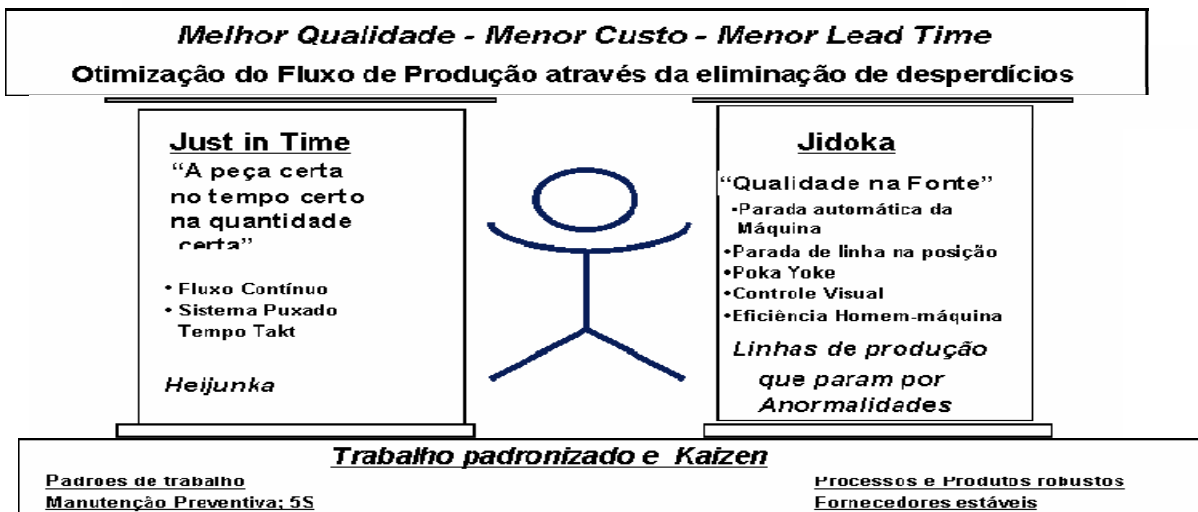 Melhor Qualidade - Menor Custo - Menor Lead Time
Otimização do Fluxo de Produção através da eliminação de desperdícios
Just in Time
“A peça certa
no tempo certo
na quantidade
certa”
• Fluxo Contínuo
• Sistema Puxado
Tempo Takt
Heijunka
Jidoka
“Qualidade na Fonte”
•Parada automática da
Máquina
•Parada de linha na posição
•Poka Yoke
•Controle Visual
•Eficiência Homem-máquina
Linhas de produção
que param por
Anormalidades
Trabalho padronizado e Kaizen
Padroes de trabalho
Manutenção Preventiva; 5S
Processos e Produtos robustos
Fornecedores estáveis